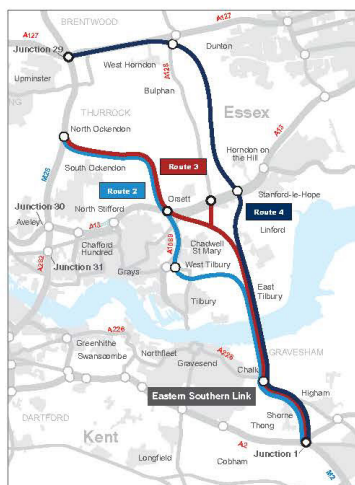 BRENTWOOD
A127
A127
Junction 29
Dunton
West Horndon
Upminster
A128
Bulphan
NG
THURROCK
Essex
North Ockendon
A13
M25
Route 3
Horndon on
the Hill
South Ockendon
Route 2
Stanford-le-Hope
Junction 30
North Stifford
Orsett
Route 4
Aveley
A13
Linford
Chafford
Hundred
A1089
Chadwell
St Mary
A282
Junction 31
Grays
West Tilbury
East
Tilbury
Tilbury
A226
Greenhithe
Northfleet
A226
GRAVESHAM
Swanscombe
Gravesend
Chalk
Eastern Southern Link
Higham
Shorne
DARTFORD
Thong
Kent
A2
Junction 1
Longfield
Cobham
M2